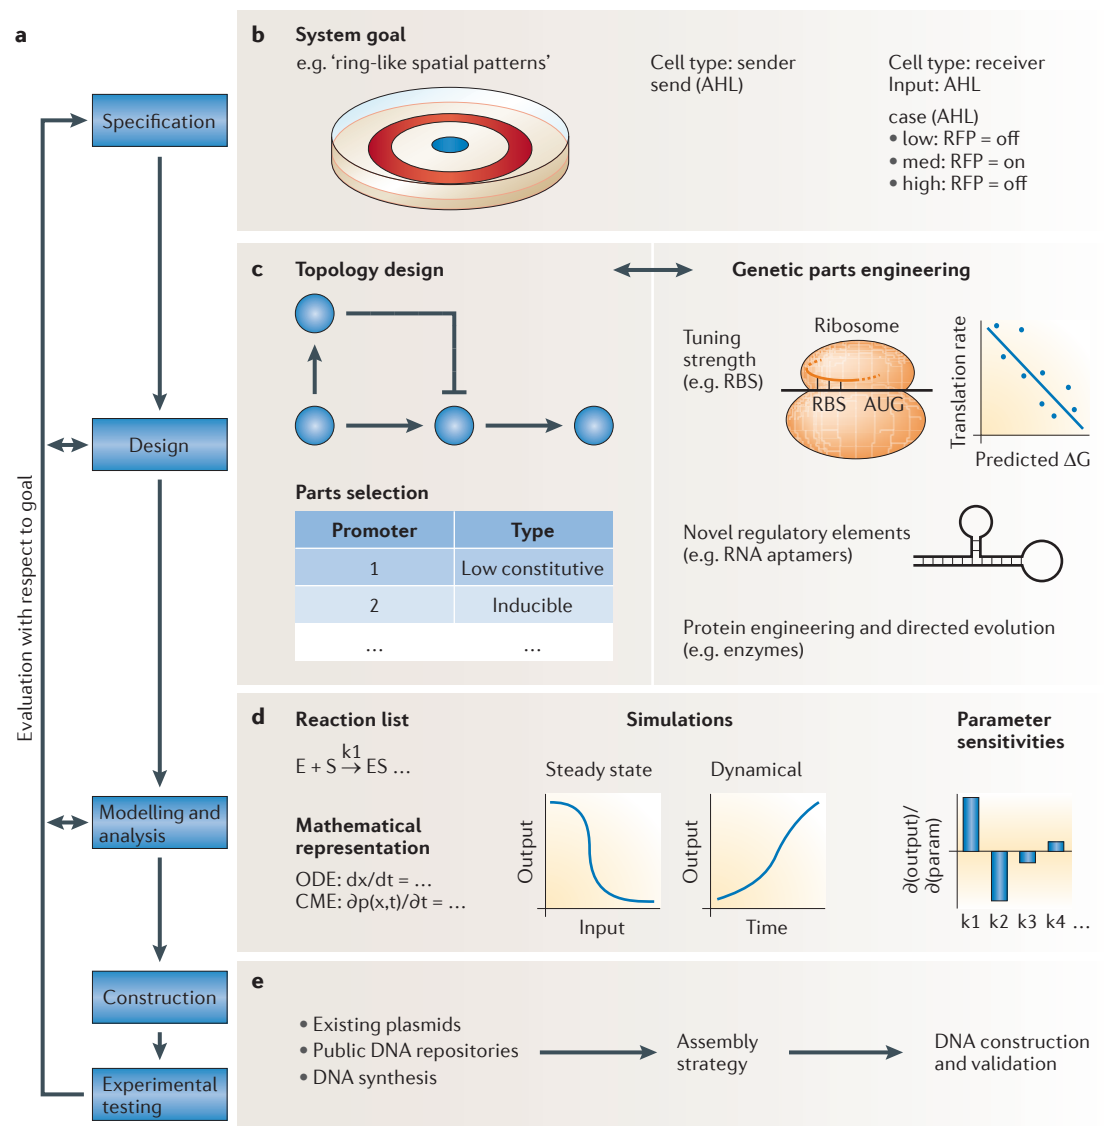 a
Specification
Design
Modelling and
analysis
Construction
Experimental
testing
Evaluation with respect to goal
b System goal
e.g. ‘ring-like spatial patterns’
Cell type: sender
send (AHL)
Cell type: receiver
Input: AHL
case (AHL)
• low: RFP = off
• med: RFP = on
• high: RFP = off
c Topology design
Parts selection
Promoter Type
1 Low constitutive
2 Inducible
... ...
Genetic parts engineering
Tuning
strength
(e.g. RBS)
Ribosome
RBS AUG
Translation rate
Predicted ΔG
Novel regulatory elements
(e.g. RNA aptamers)
Protein engineering and directed evolution
(e.g. enzymes)
d Reaction list
k1
E + S → ES ...
Mathematical
representation
ODE: dx/dt = ...
CME: ∂p(x,t)/∂t = ...
Simulations
Steady state
Output
Input
Dynamical
Output
Time
Parameter
sensitivities
∂(output)/
∂(param)
k1 k2 k3 k4 ...
e
• Existing plasmids
• Public DNA repositories
• DNA synthesis
Assembly
strategy
DNA construction
and validation